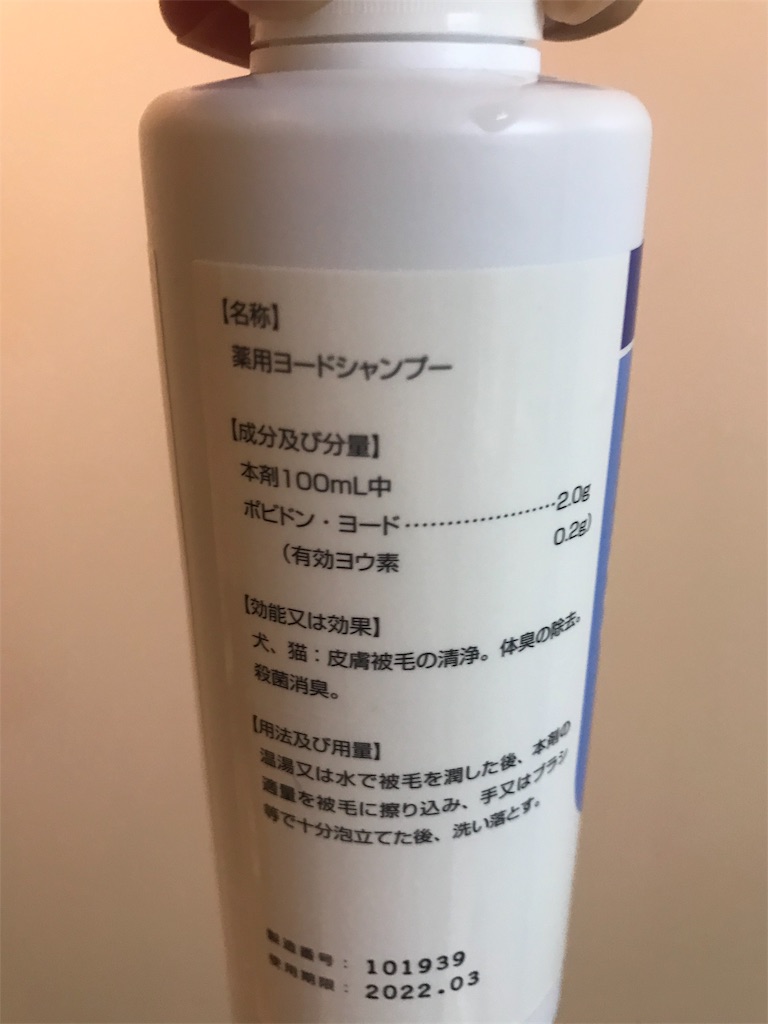 【名称】
薬用ヨードシャンプー
【成分及び分量】
本剤100mL中
ポビドン・ヨード…………………2.0g
（有効ヨウ素 0.2g）
【効能又は効果】
犬、猫：皮膚被毛の清浄。体臭の除去。
殺菌消臭。
【用法及び用量】
温湯又は水で被毛を潤した後、本剤の
適量を被毛に擦り込み、手又はブラシ
等で十分泡立てた後、洗い落とす。
製造番号：101939
使用期限：2022.03